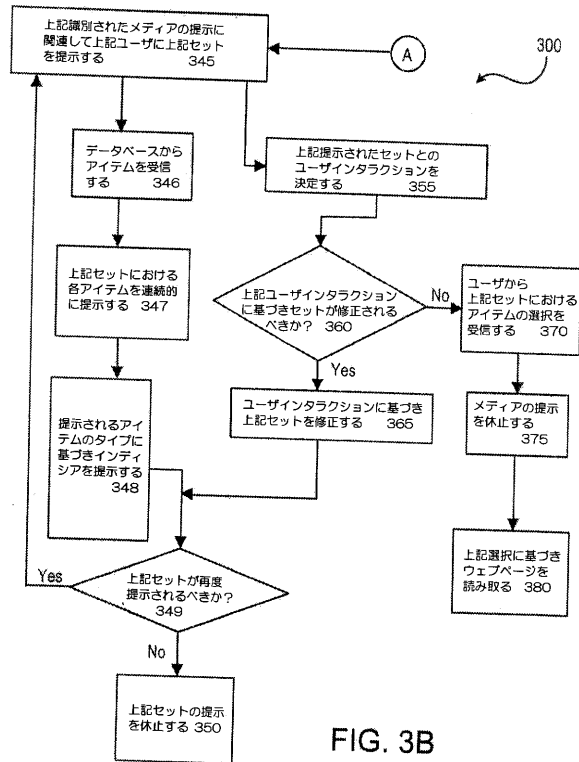 上記識別されたメディアの提示に
関連して上記ユーザに上記セット
を提示する 345
A
300
データベースから
アイテムを受信
する 346
上記提示されたセットとの
ユーザインタラクションを
決定する 355
上記セットにおける
各アイテムを連続的
に提示する 347
上記ユーザインタラクション
に基づきセットが修正される
べきか？ 360
No
ユーザから
上記セットにおける
アイテムの選択を
受信する 370
Yes
提示されるアイ
テムのタイプに
基づきインディ
シアを提示する
348
ユーザインタラクションに基づき
上記セットを修正する 365
メディアの提示
を休止する
375
Yes
上記セットが再度
提示されるべきか？
349
上記選択に基づき
ウェブページを
読み取る 380
No
上記セットの提示
を休止する 350
FIG. 3B